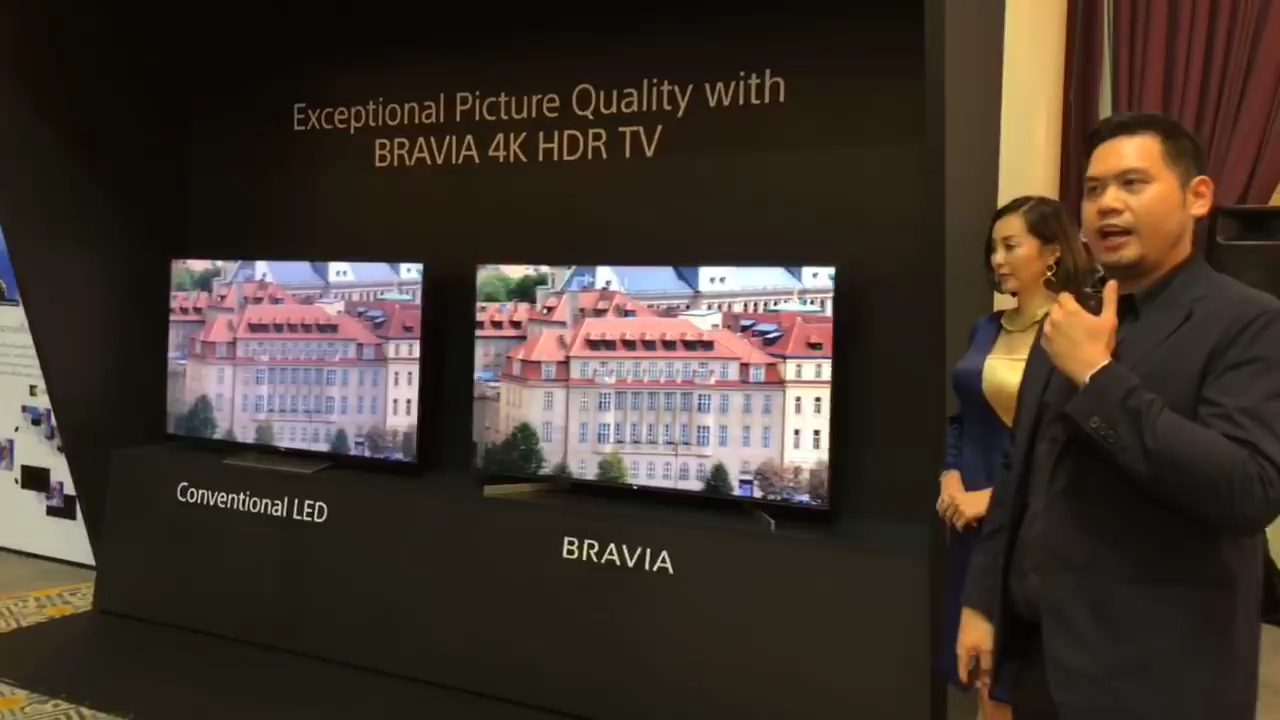 Exceptional Picture Quality with
BRAVIA 4K HDR TV
Conventional LED
BRAVIA